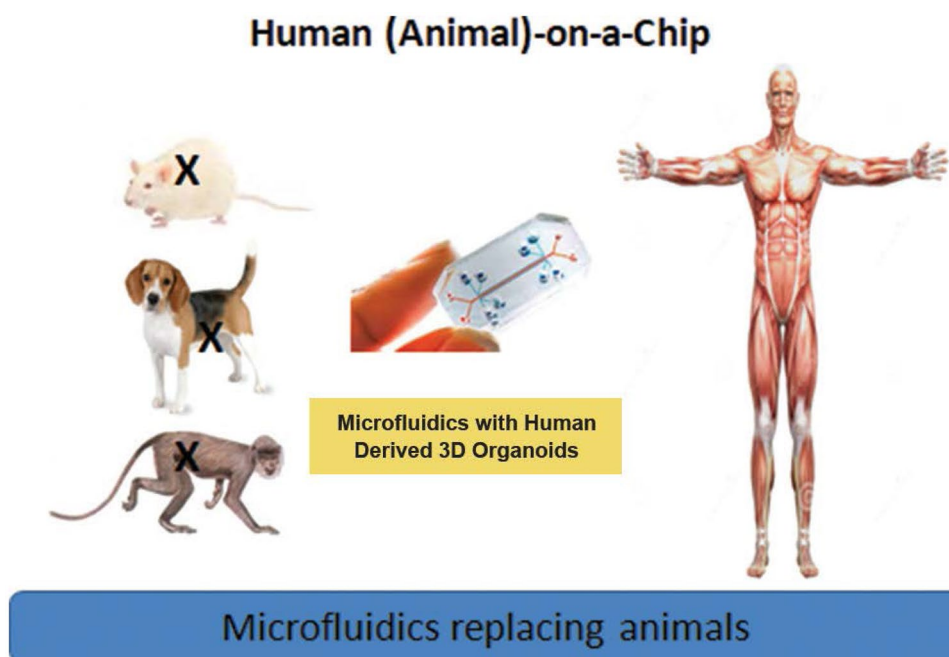 Human (Animal)-on-a-Chip
X
X
X
Microfluidics with Human
Derived 3D Organoids
Microfluidics replacing animals